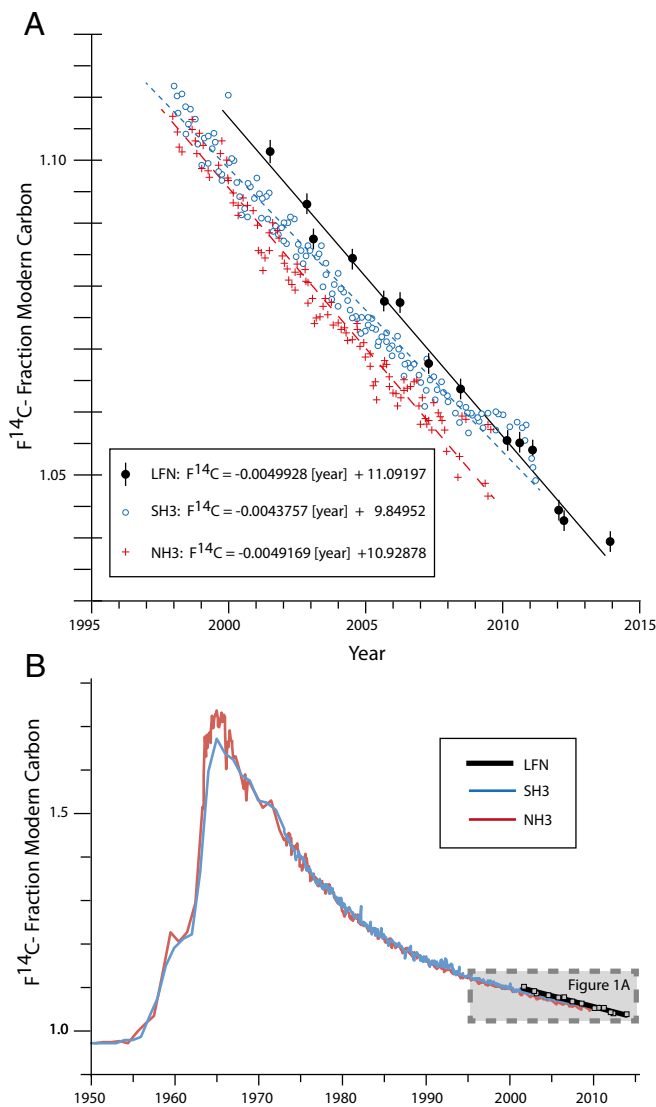 A
F14C- Fraction Modern Carbon
1.10
1.05
LFN: F14C = -0.0049928 [year] + 11.09197
SH3: F14C = -0.0043757 [year] + 9.84952
NH3: F14C = -0.0049169 [year] +10.92878
1995 2000 2005 2010 2015
Year
B
F14C- Fraction Modern Carbon
1.5
1.0
LFN
SH3
NH3
Figure 1A
1950 1960 1970 1980 1990 2000 2010